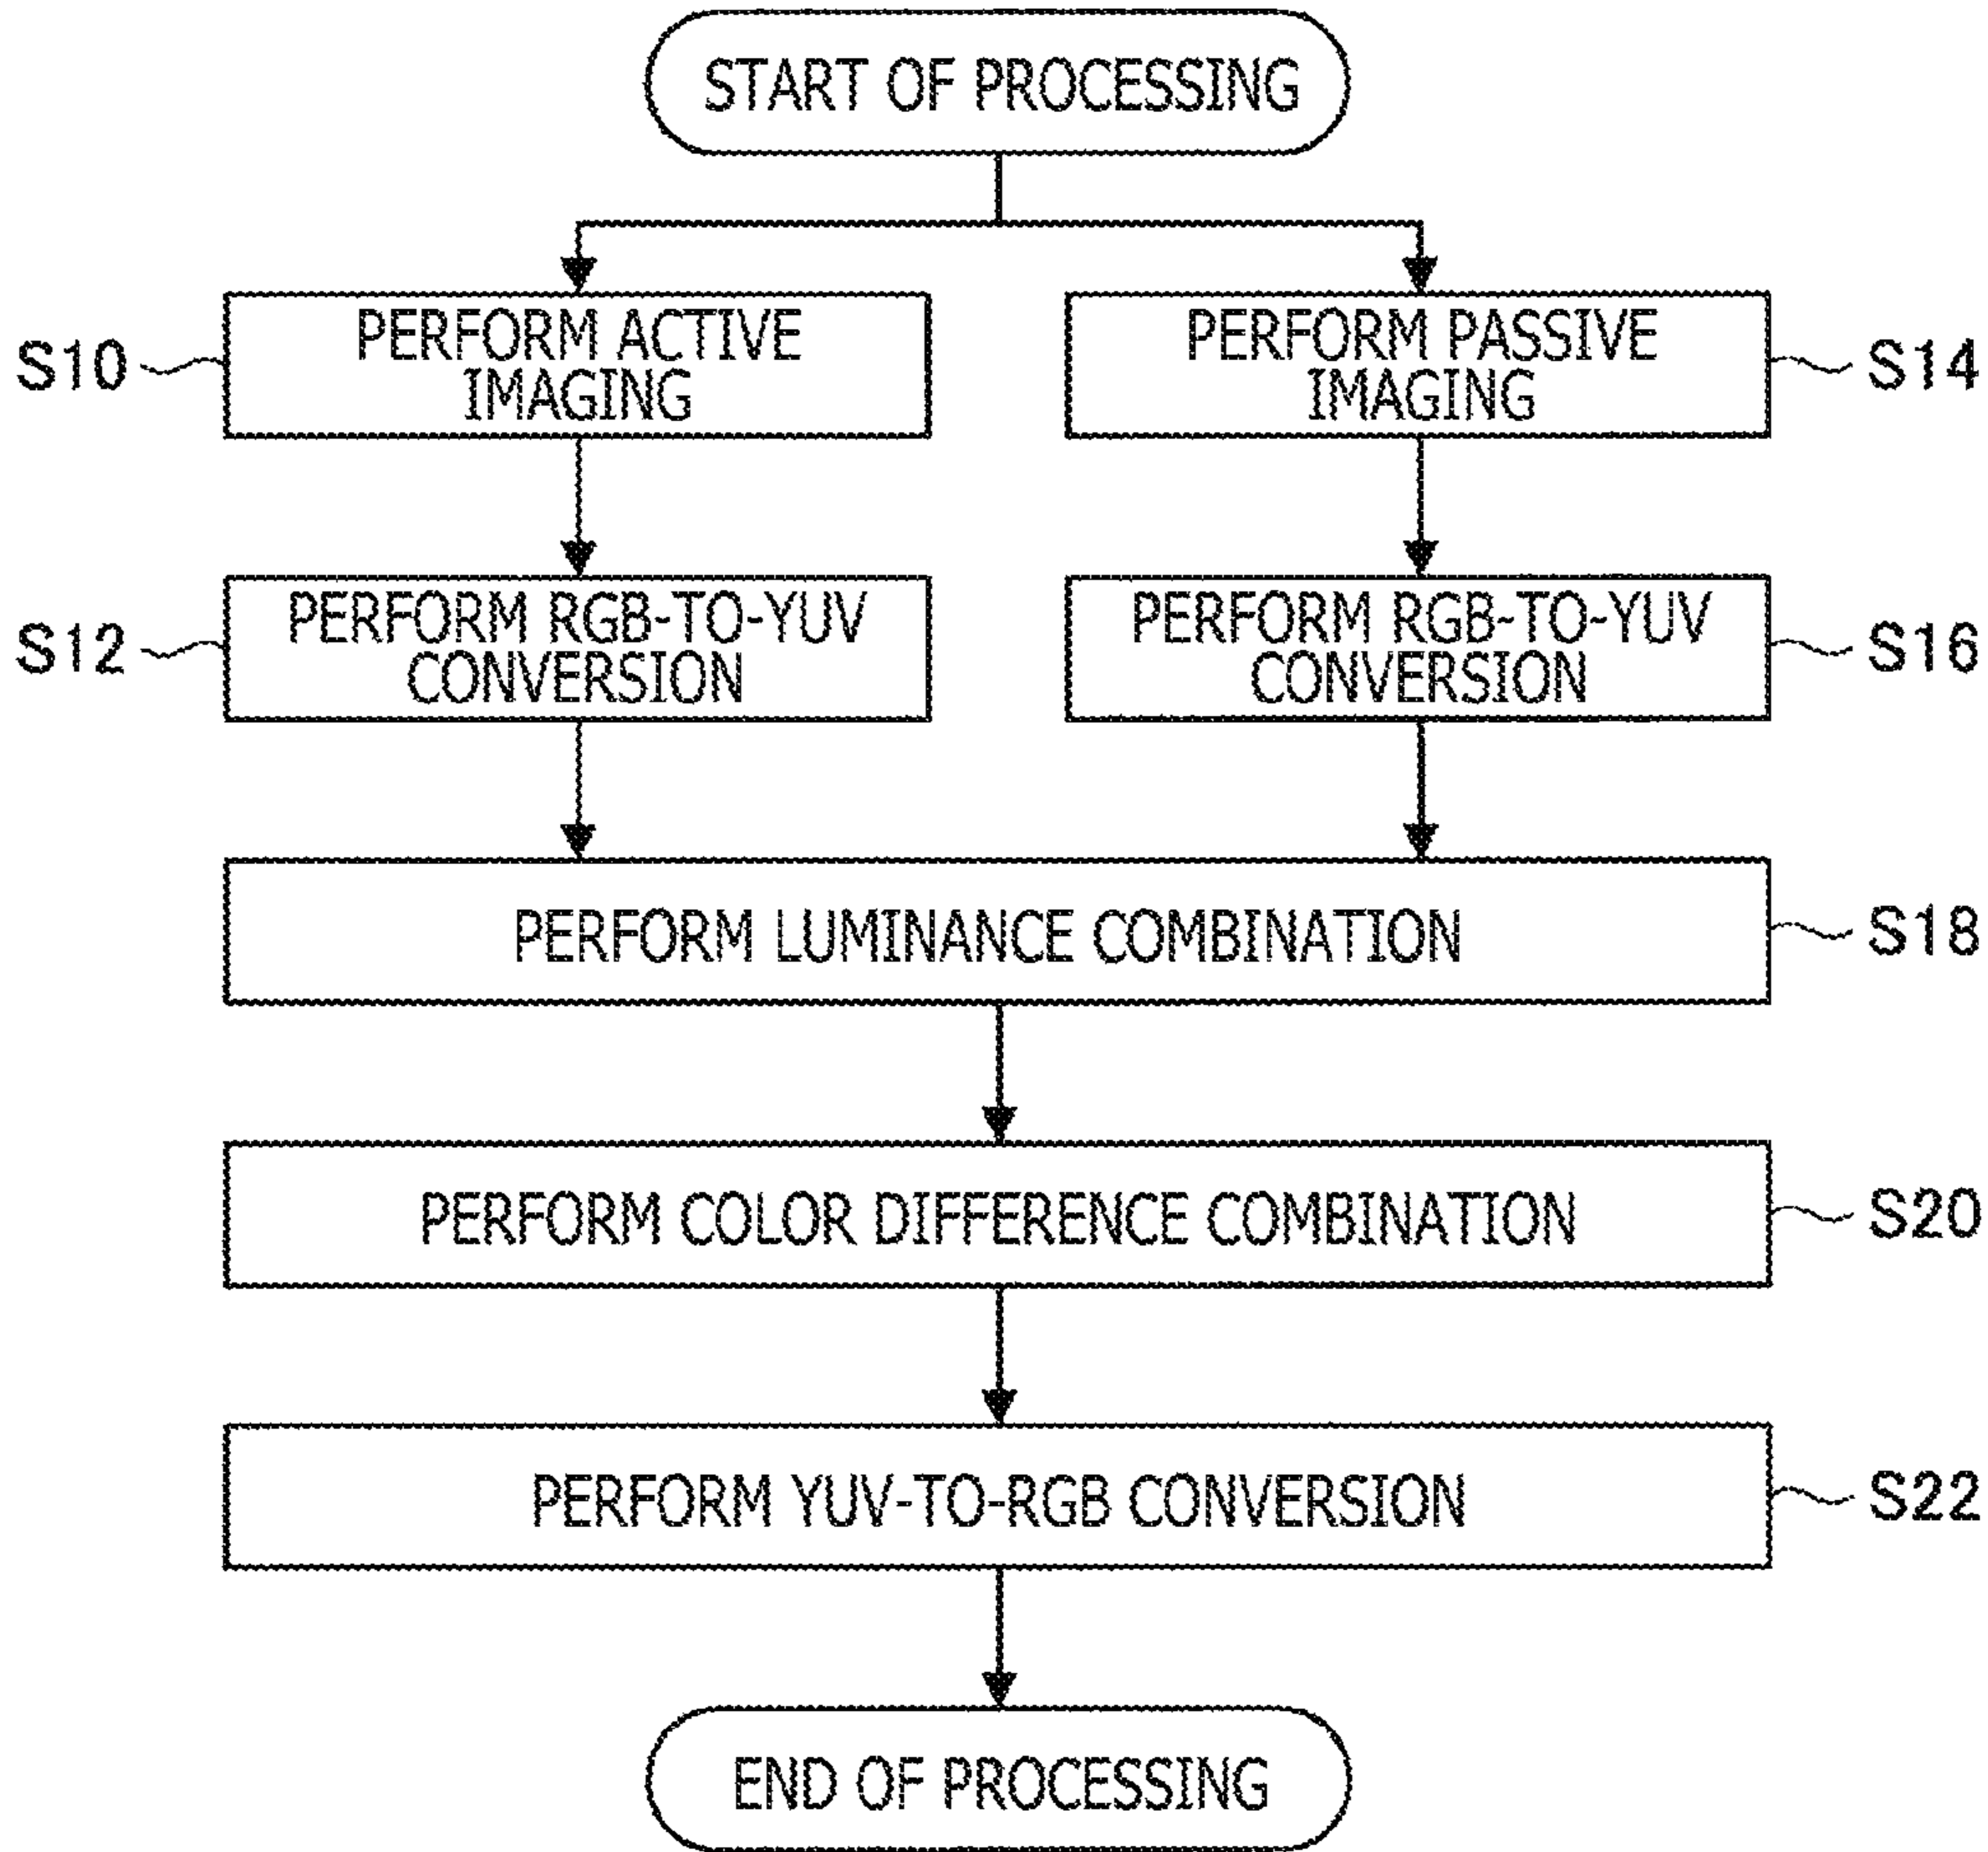 START OF PROCESSING
S10
PERFORM ACTIVE
IMAGING
PERFORM PASSIVE
IMAGING
S14
S12
PERFORM RGB-TO-YUV
CONVERSION
PERFORM RGB-TO-YUV
CONVERSION
S16
PERFORM LUMINANCE COMBINATION
S18
PERFORM COLOR DIFFERENCE COMBINATION
S20
PERFORM YUV-TO-RGB CONVERSION
S22
END OF PROCESSING